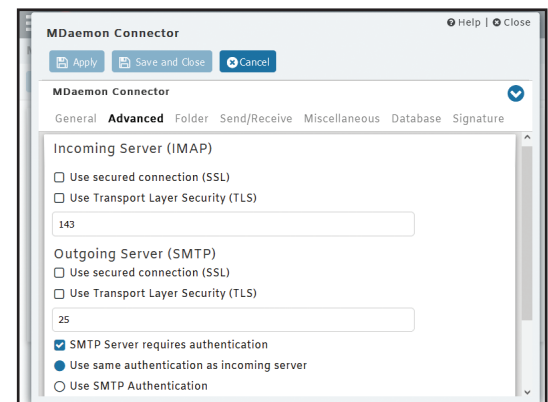 Help | Close
MDaemon Connector
Apply Save and Close Cancel
MDaemon Connector
General Advanced Folder Send/Receive Miscellaneous Database Signature
Incoming Server (IMAP)
Use secured connection (SSL)
Use Transport Layer Security (TLS)
143
Outgoing Server (SMTP)
Use secured connection (SSL)
Use Transport Layer Security (TLS)
25
SMTP Server requires authentication
Use same authentication as incoming server
Use SMTP Authentication